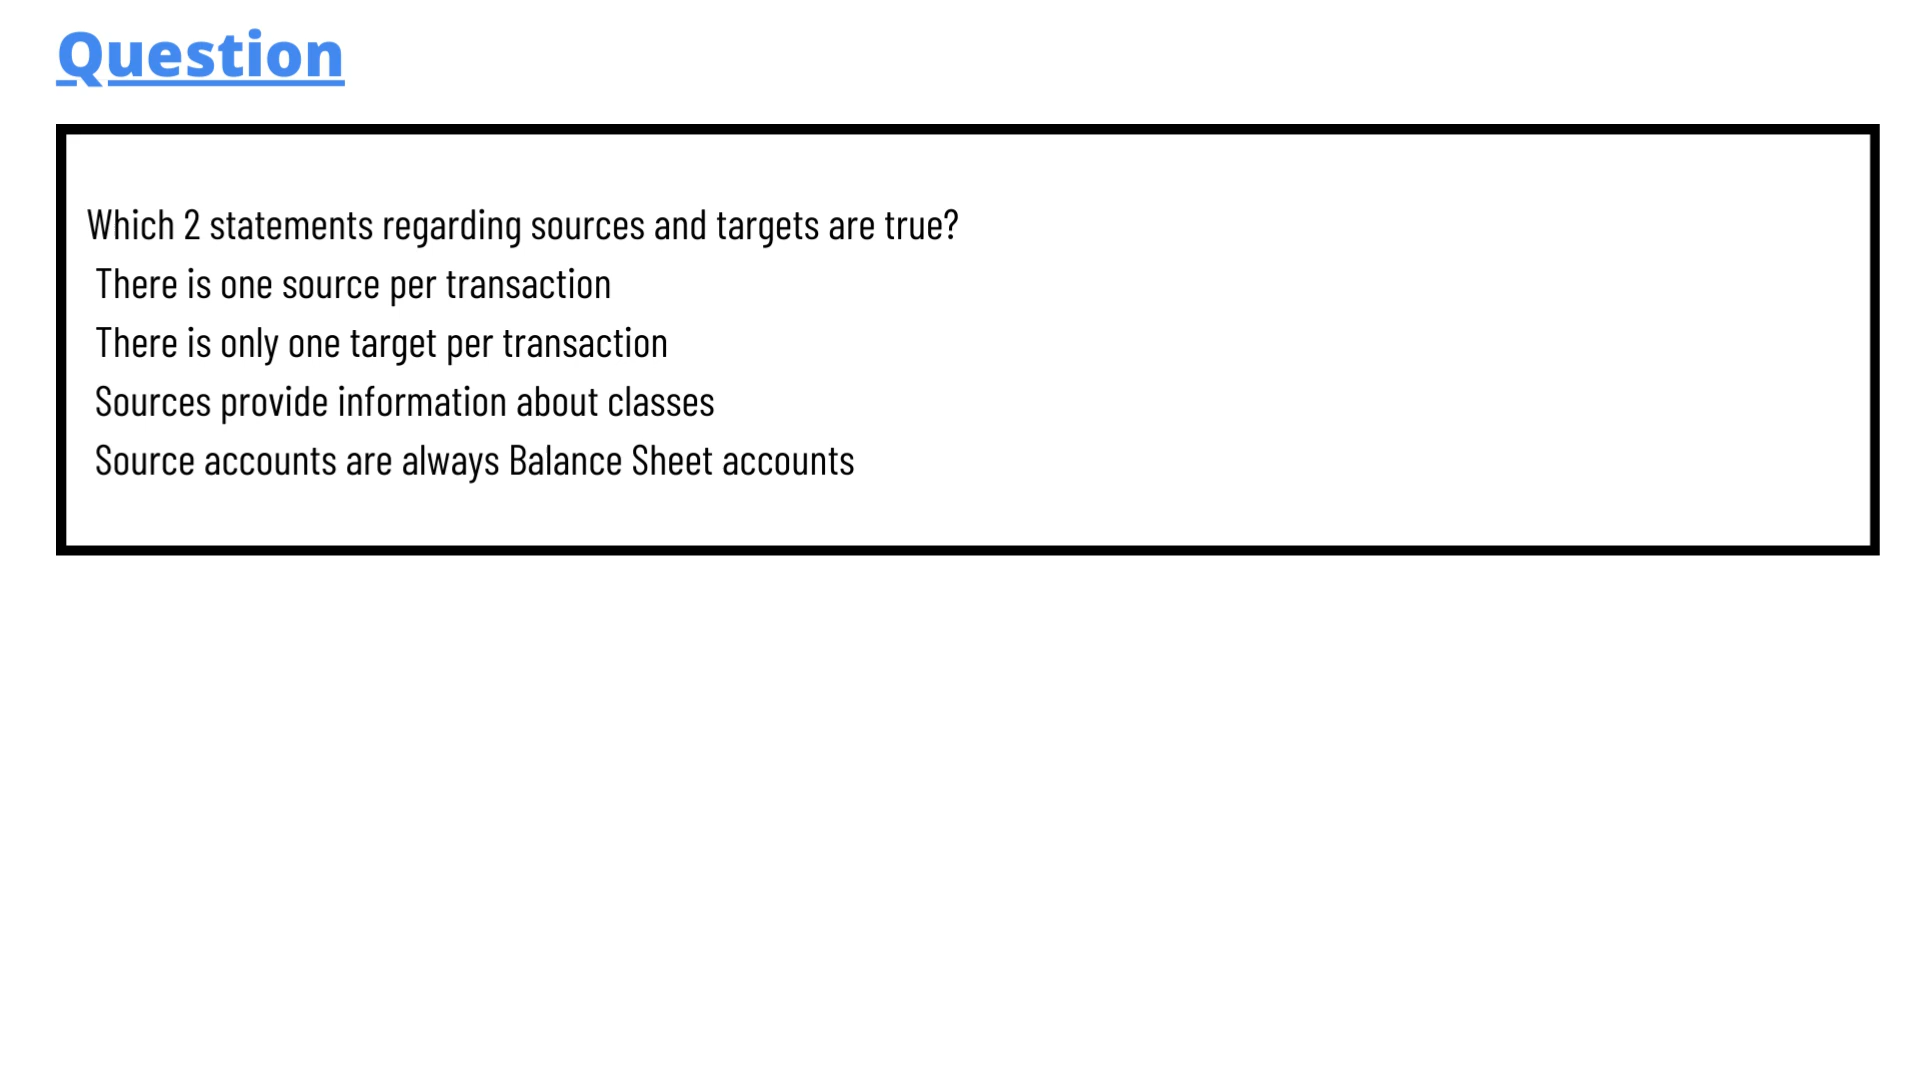 Question
Which 2 statements regarding sources and targets are true?
There is one source per transaction
There is only one target per transaction
Sources provide information about classes
Source accounts are always Balance Sheet accounts